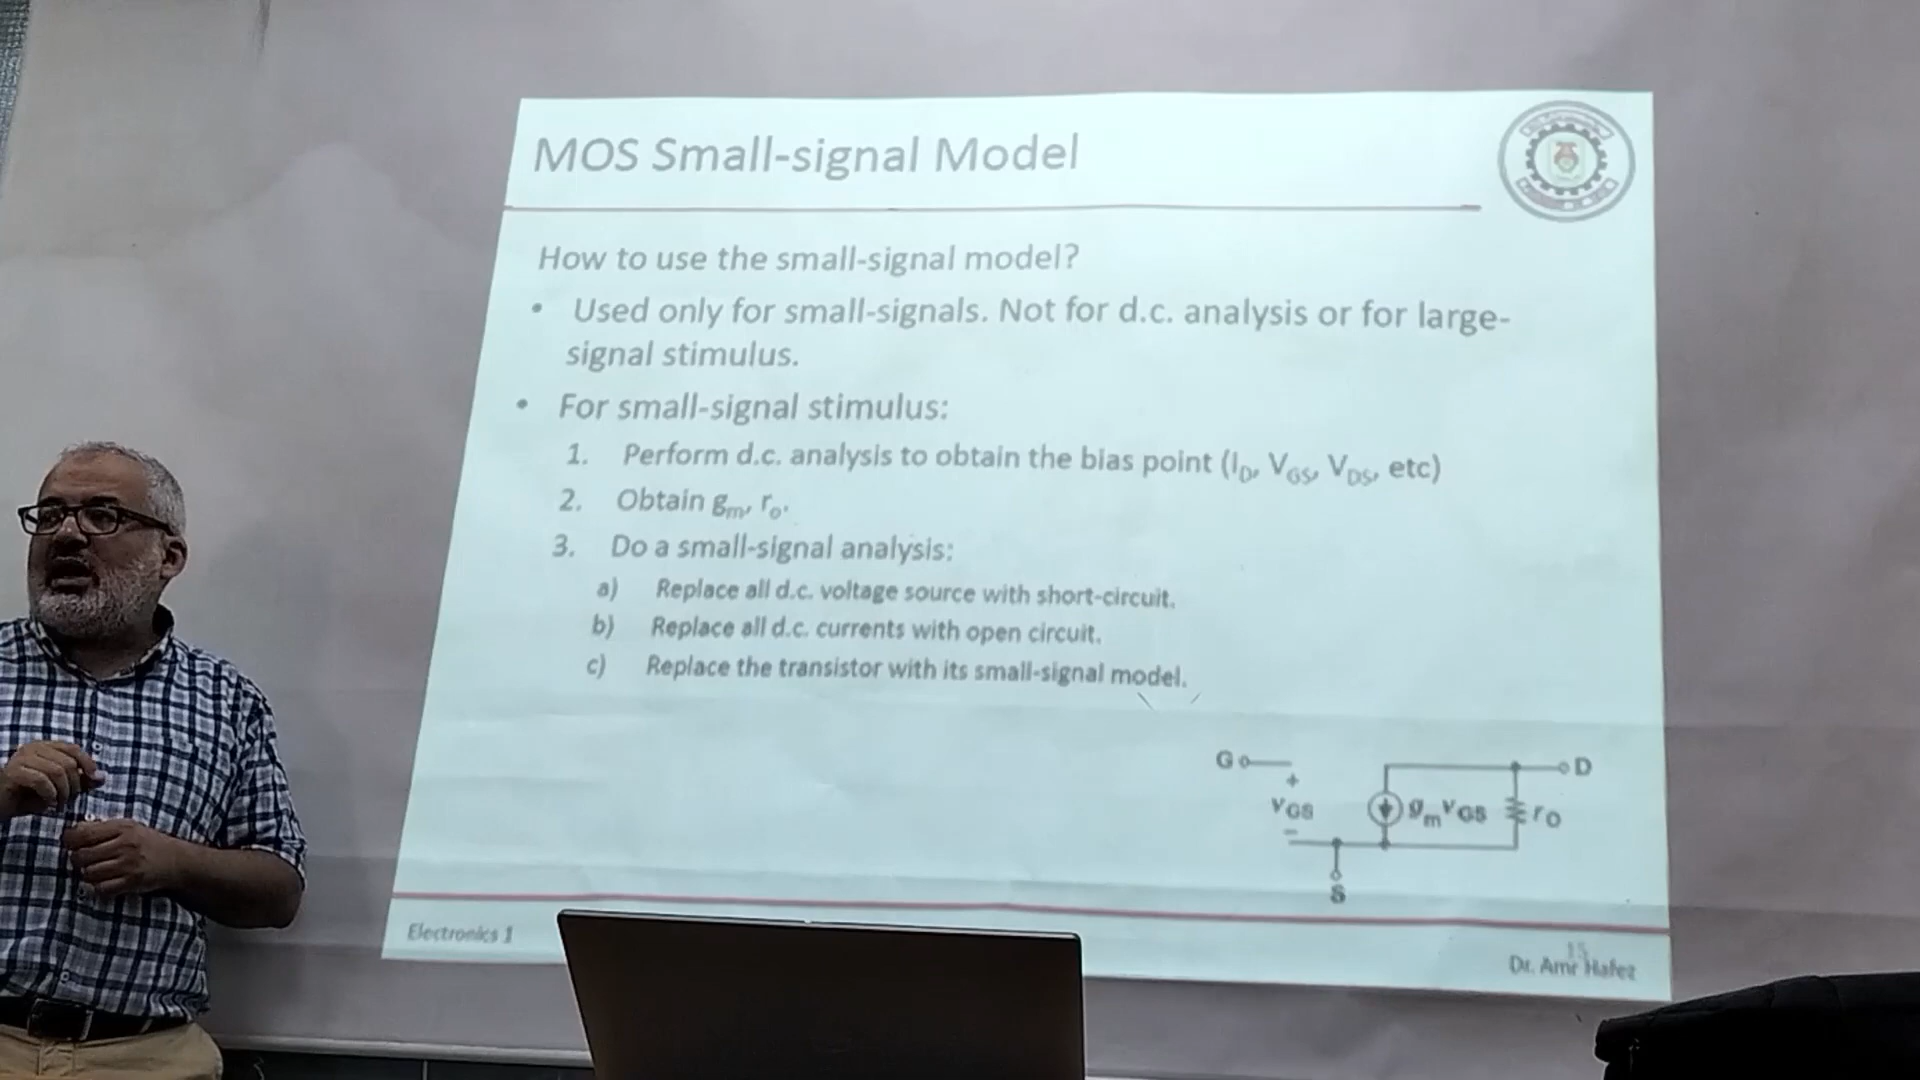 MOS Small-signal Model
How to use the small-signal model?
• Used only for small-signals. Not for d.c. analysis or for large-
signal stimulus.
• For small-signal stimulus:
1. Perform d.c. analysis to obtain the bias point (I_D, V_GS, V_DS, etc)
2. Obtain g_m, r_o.
3. Do a small-signal analysis:
a) Replace all d.c. voltage source with short-circuit.
b) Replace all d.c. currents with open circuit.
c) Replace the transistor with its small-signal model.
G
D
+
v_GS
g_m v_GS
r_O
−
S
Electronics 1
15
Dr. Amr Hafez